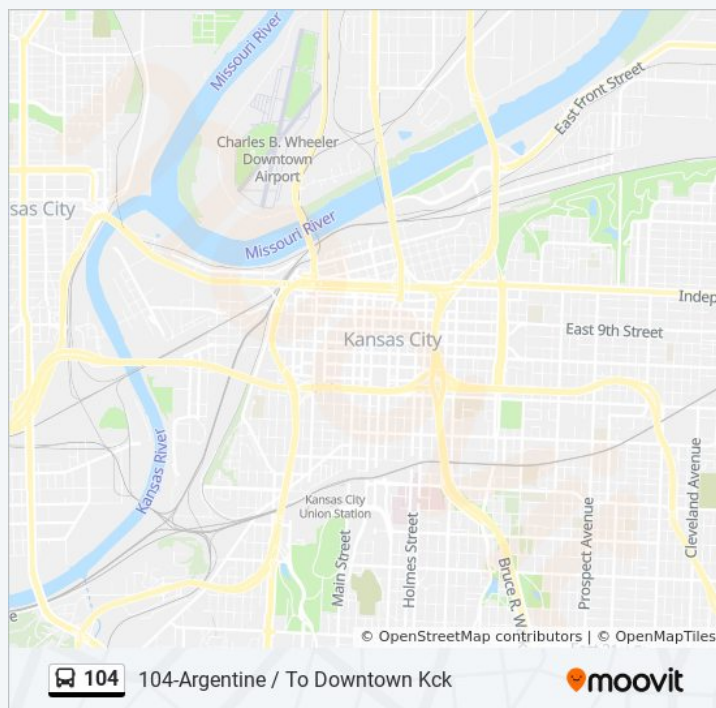 Missouri River
East Front Street
Charles B. Wheeler
Downtown
Airport
sas City
Missouri River
Indep
East 9th Street
Kansas City
Kansas River
Cleveland Avenue
Kansas City
Union Station
Main Street
Holmes Street
Prospect Avenue
Bruce R. W
© OpenStreetMap contributors | © OpenMapTiles
104
104-Argentine / To Downtown Kck
moovit